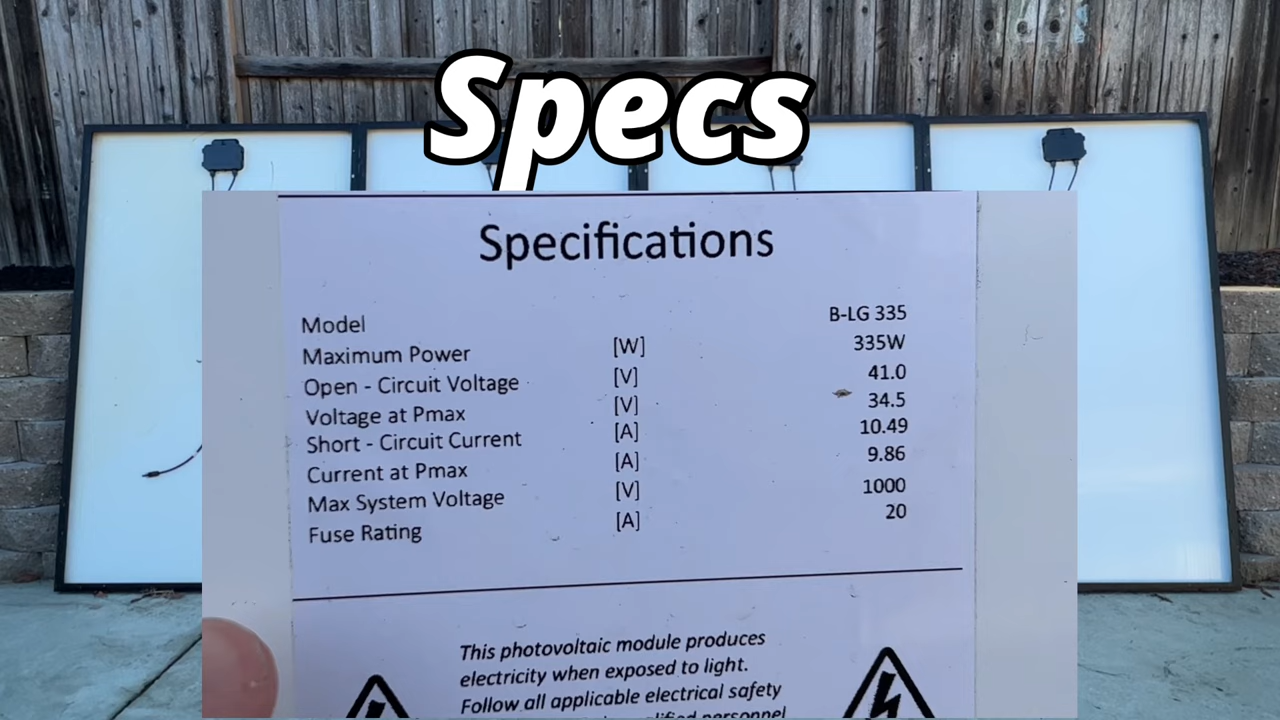 Specs
Specifications
Model B-LG 335
Maximum Power [W] 335W
Open - Circuit Voltage [V] 41.0
Voltage at Pmax [V] 34.5
Short - Circuit Current [A] 10.49
Current at Pmax [A] 9.86
Max System Voltage [V] 1000
Fuse Rating [A] 20
This photovoltaic module produces
electricity when exposed to light.
Follow all applicable electrical safety
personnel